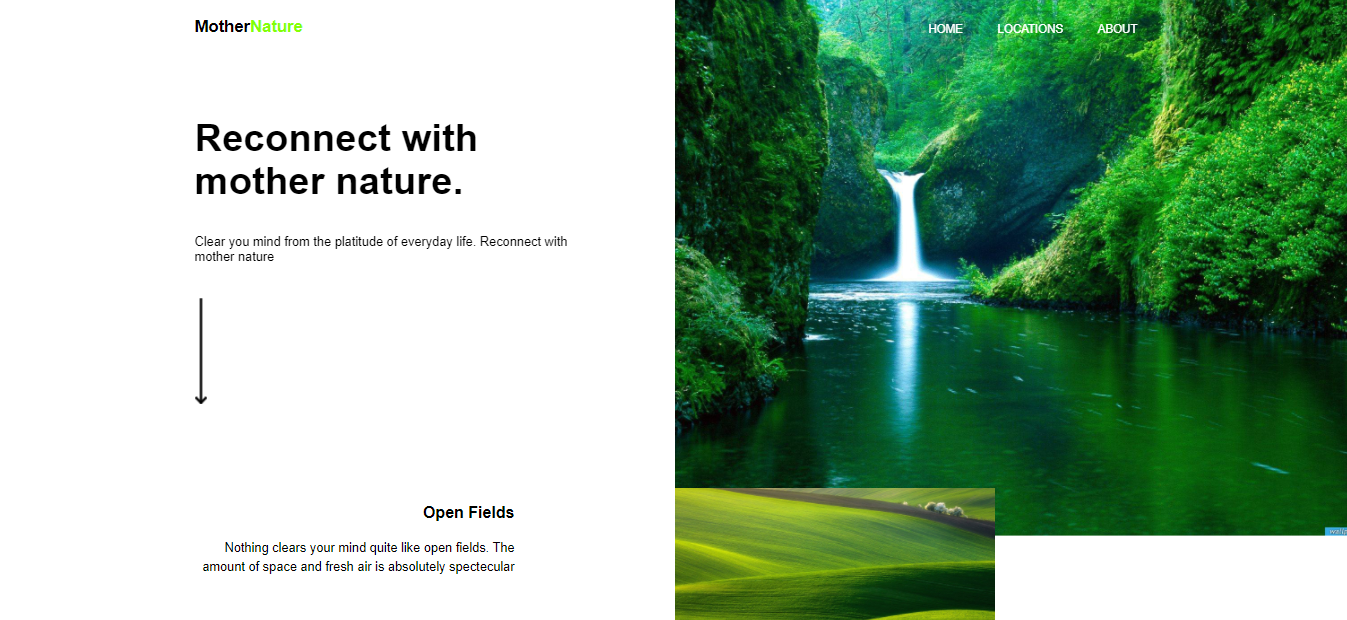 MotherNature
HOME LOCATIONS ABOUT
Reconnect with
mother nature.
Clear you mind from the platitude of everyday life. Reconnect with
mother nature
Open Fields
Nothing clears your mind quite like open fields. The
amount of space and fresh air is absolutely spectecular